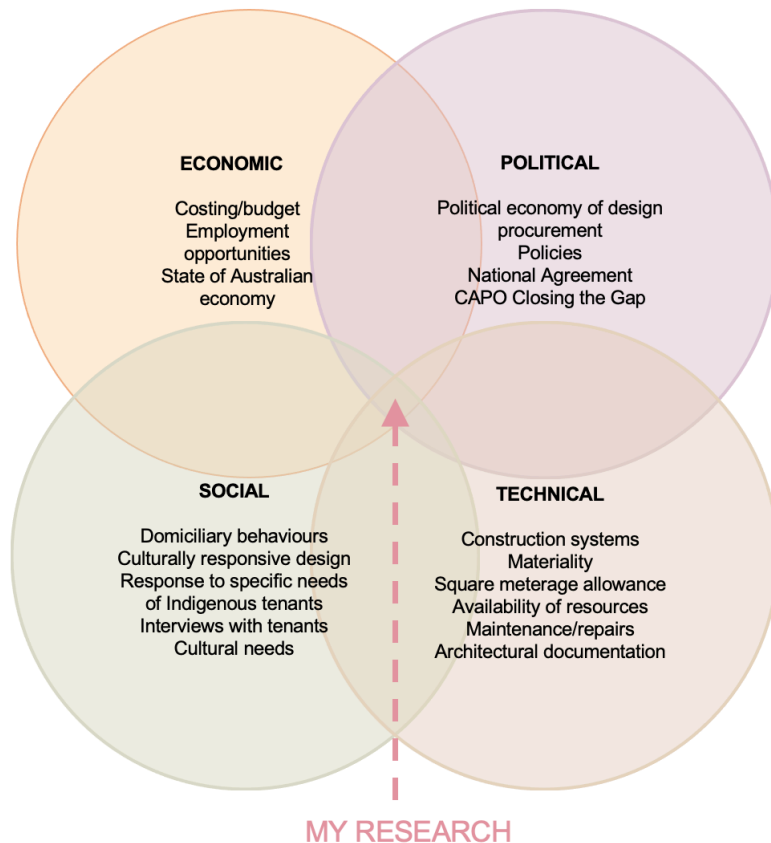 ECONOMIC
Costing/budget
Employment
opportunities
State of Australian
economy
POLITICAL
Political economy of design
procurement
Policies
National Agreement
CAPO Closing the Gap
SOCIAL
Domiciliary behaviours
Culturally responsive design
Response to specific needs
of Indigenous tenants
Interviews with tenants
Cultural needs
TECHNICAL
Construction systems
Materiality
Square meterage allowance
Availability of resources
Maintenance/repairs
Architectural documentation
MY RESEARCH